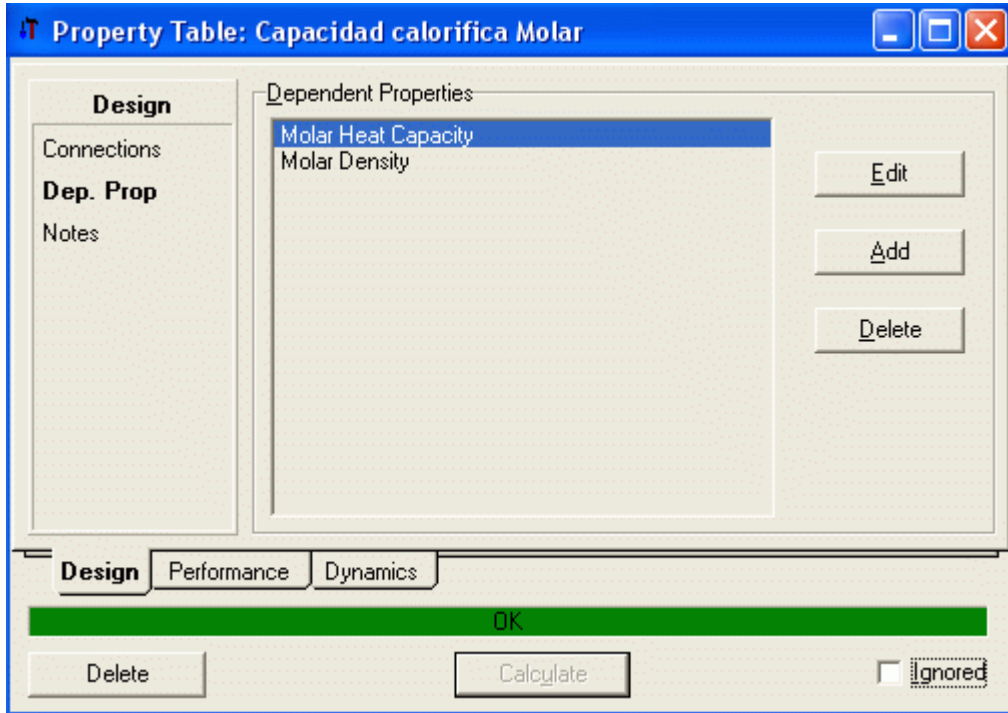 Property Table: Capacidad calorifica Molar
Design
Connections
Dep. Prop
Notes
Dependent Properties
Molar Heat Capacity
Molar Density
Edit
Add
Delete
Design Performance Dynamics
OK
Delete Calculate Ignored